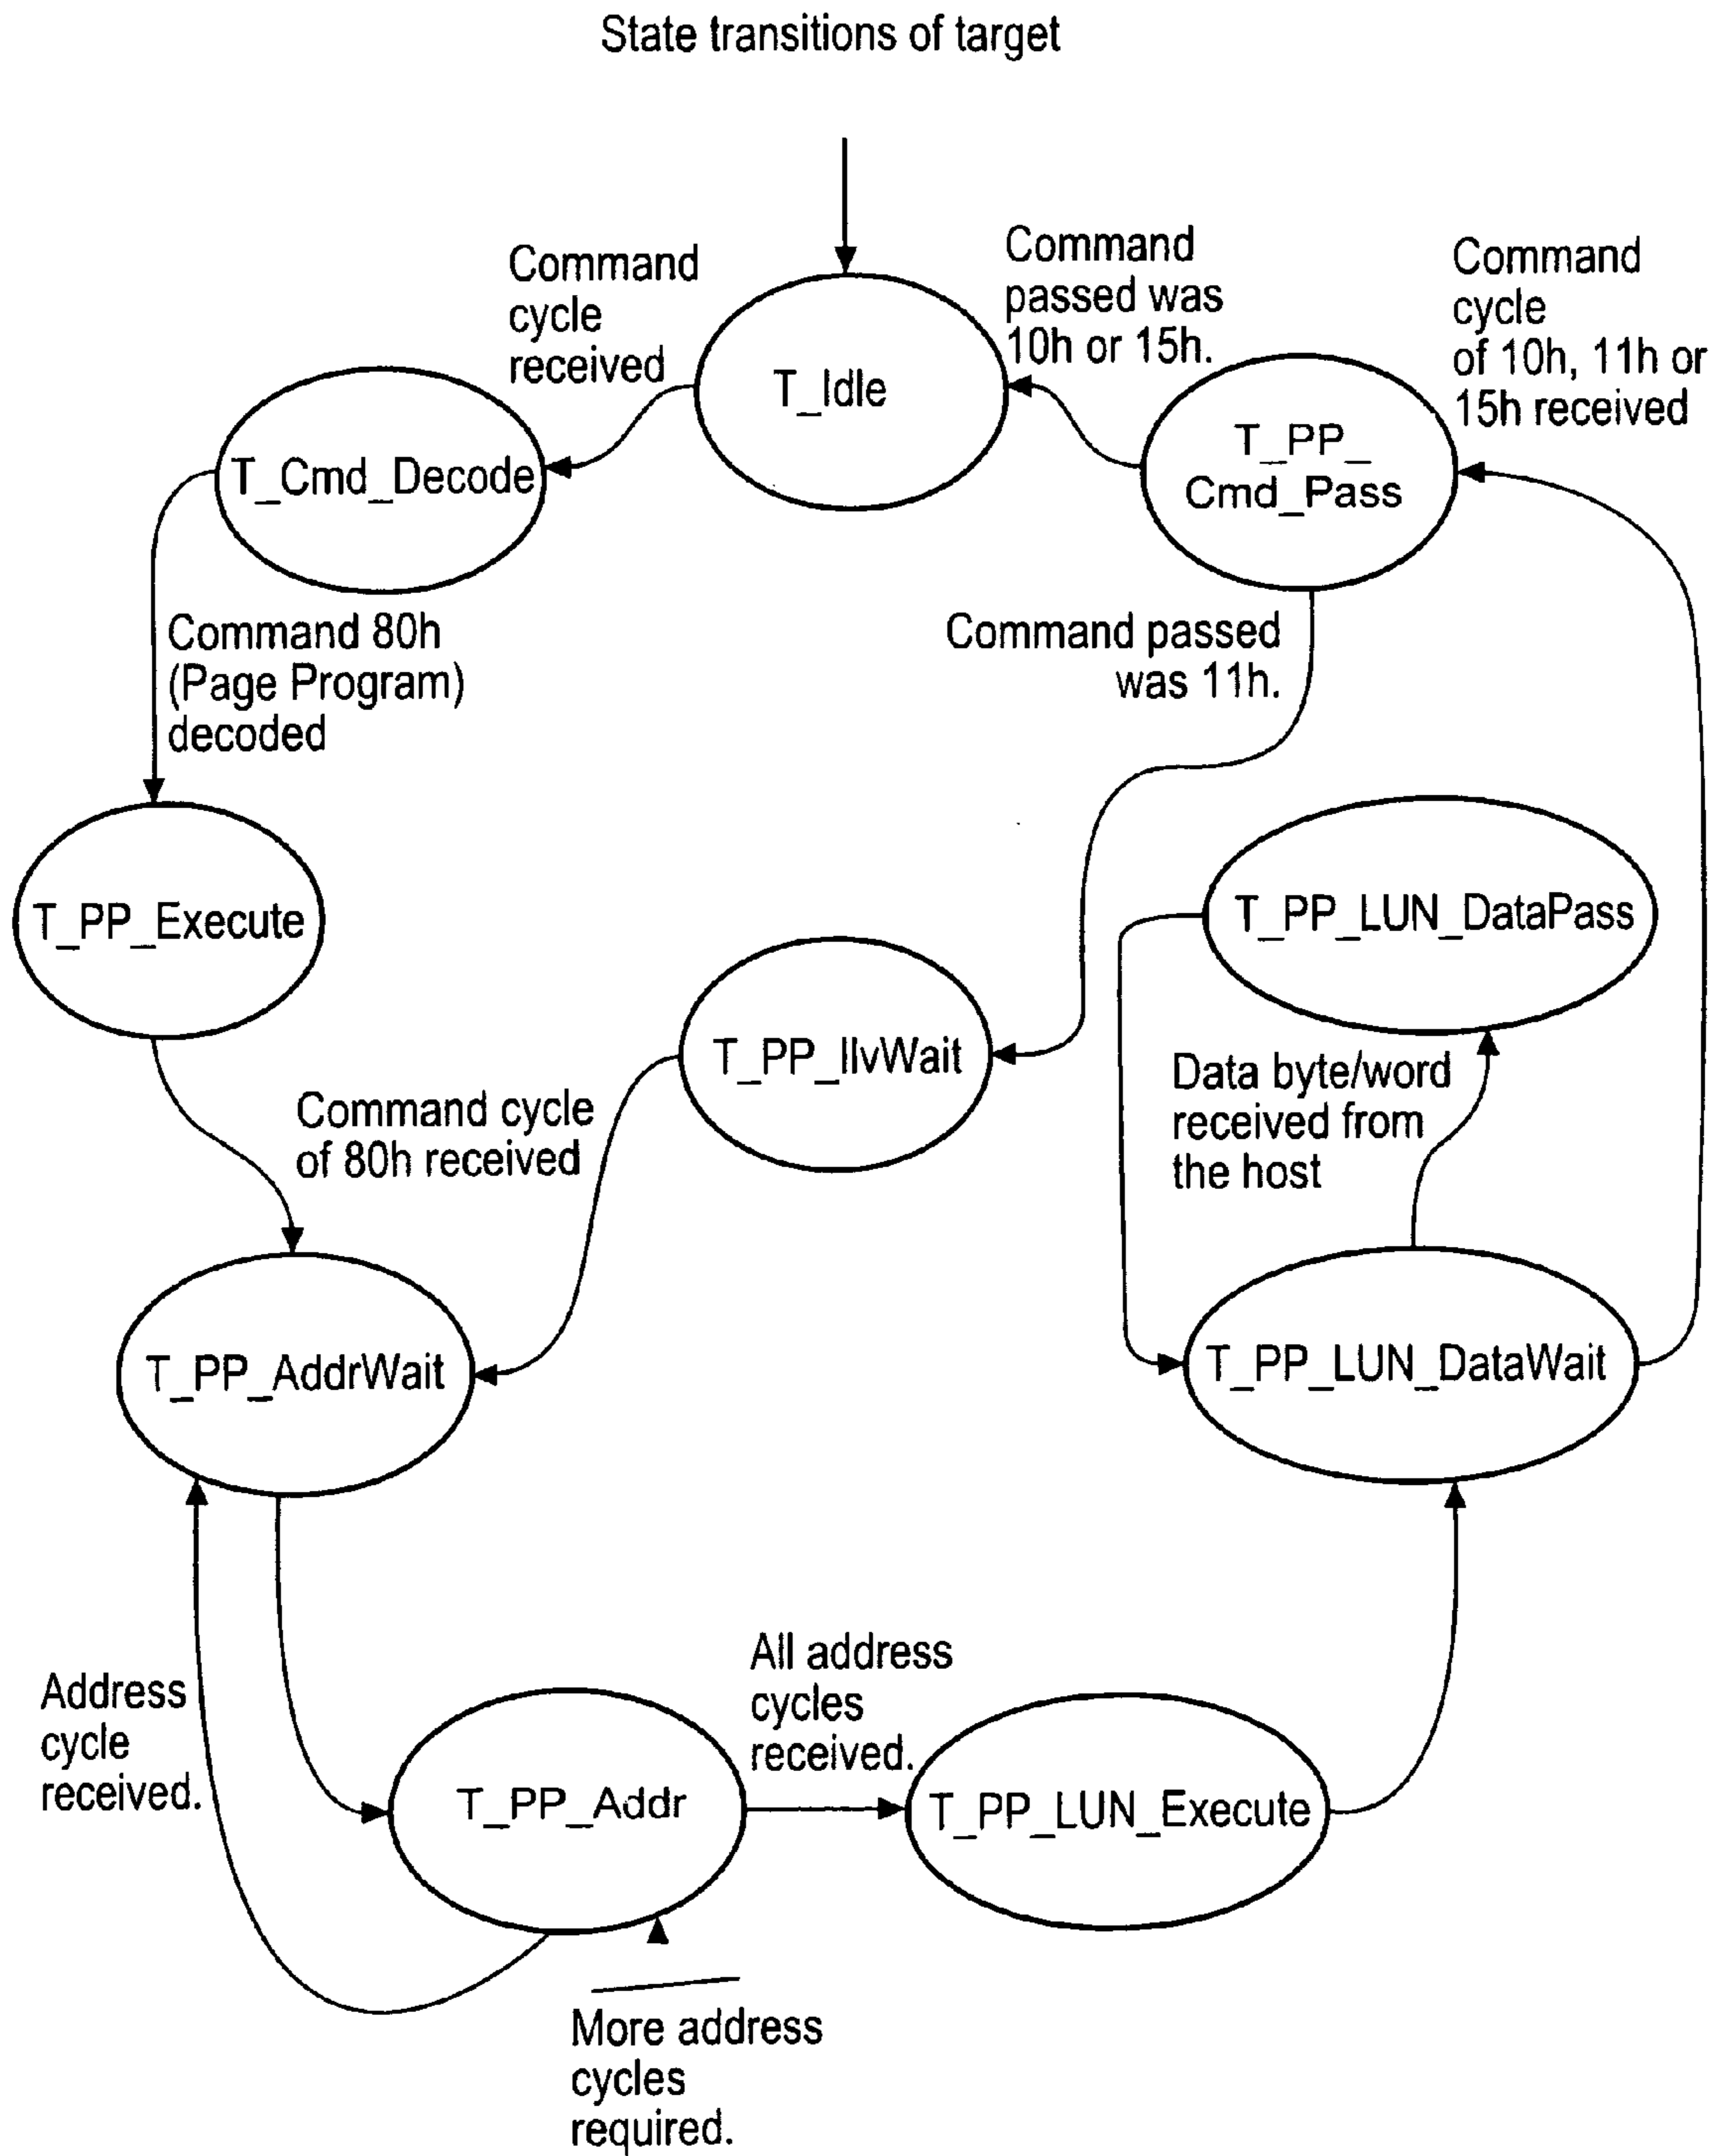 State transitions of target
Command
cycle
received
Command
passed was
10h or 15h.
Command
cycle
of 10h, 11h or
15h received
T_Idle
T_PP_
Cmd_Pass
T_Cmd_Decode
Command 80h
(Page Program)
decoded
Command passed
was 11h.
T_PP_Execute
T_PP_LUN_DataPass
T_PP_IlvWait
Data byte/word
received from
the host
Command cycle
of 80h received
T_PP_AddrWait
T_PP_LUN_DataWait
Address
cycle
received.
All address
cycles
received.
T_PP_Addr
T_PP_LUN_Execute
More address
cycles
required.